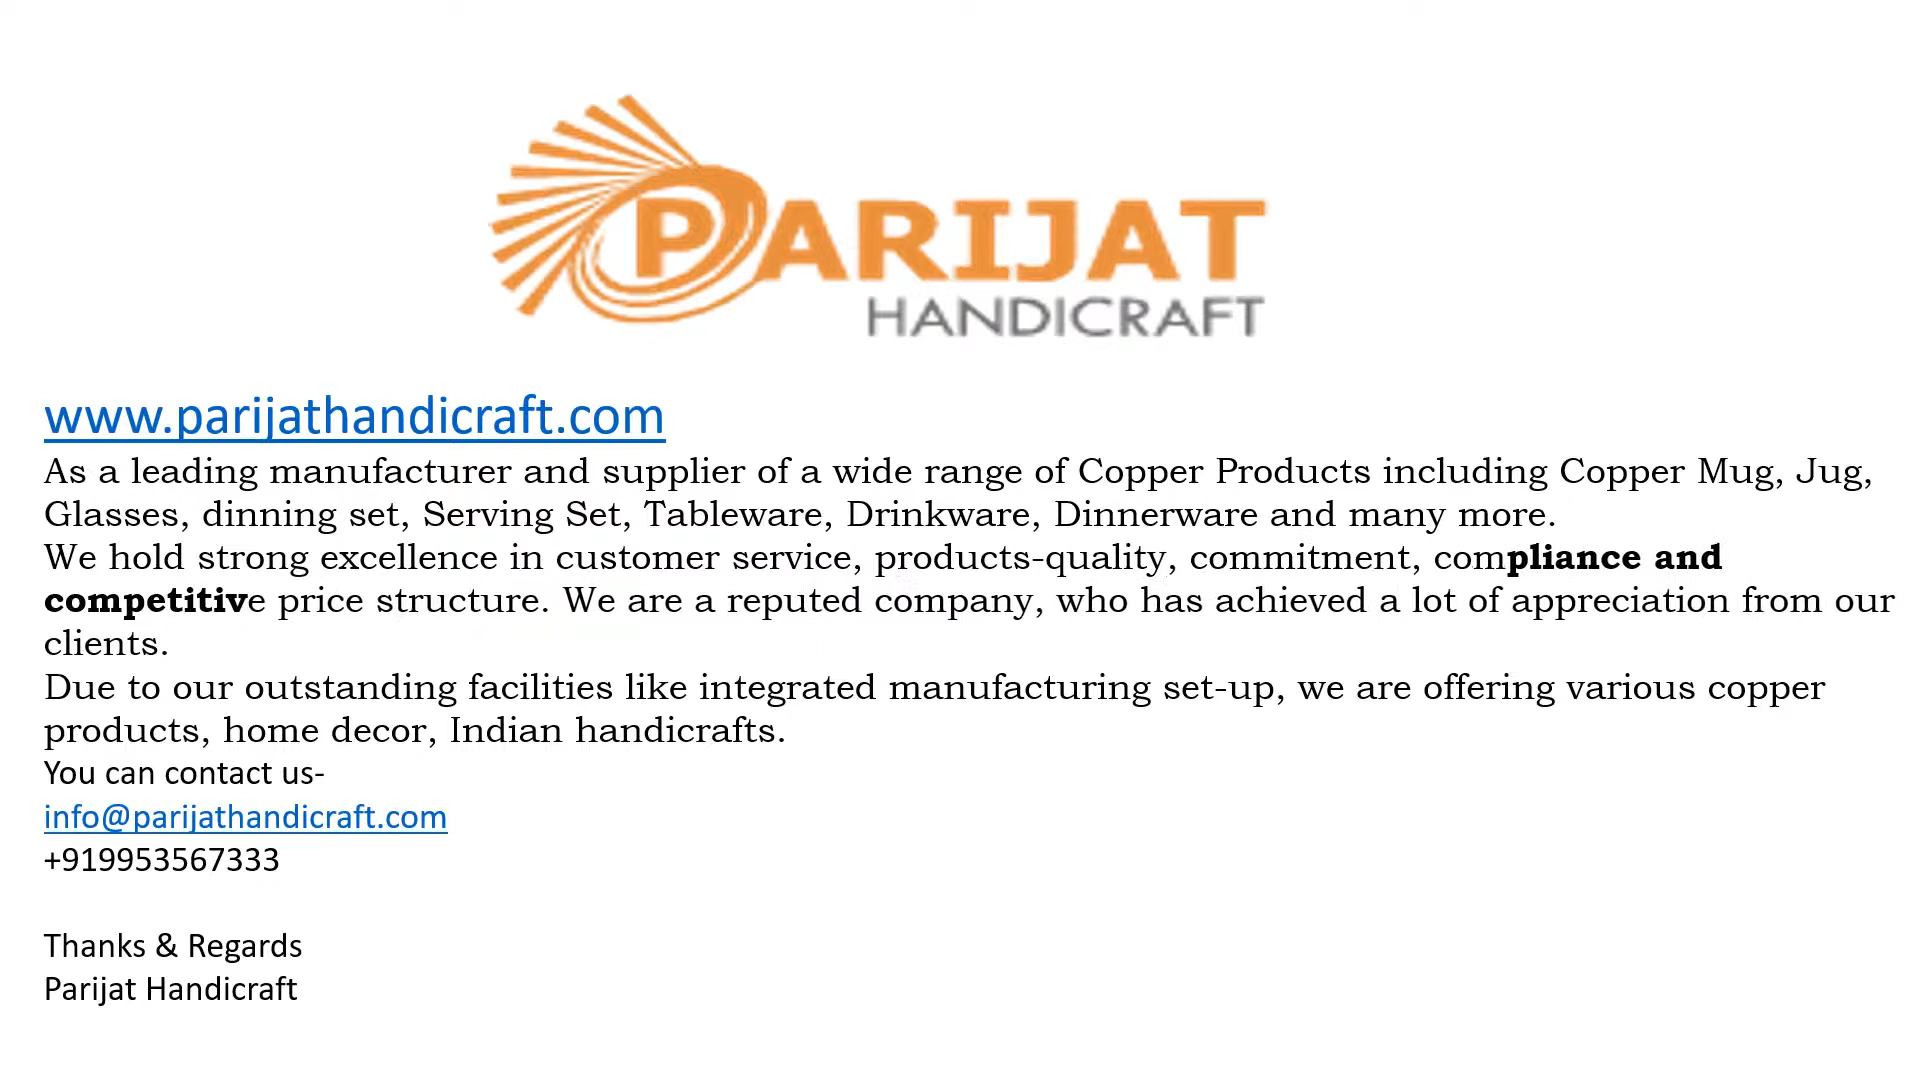 PARIJAT
HANDICRAFT
www.parijathandicraft.com
As a leading manufacturer and supplier of a wide range of Copper Products including Copper Mug, Jug,
Glasses, dinning set, Serving Set, Tableware, Drinkware, Dinnerware and many more.
We hold strong excellence in customer service, products-quality, commitment, compliance and
competitive price structure. We are a reputed company, who has achieved a lot of appreciation from our
clients.
Due to our outstanding facilities like integrated manufacturing set-up, we are offering various copper
products, home decor, Indian handicrafts.
You can contact us-
info@parijathandicraft.com
+919953567333
Thanks & Regards
Parijat Handicraft